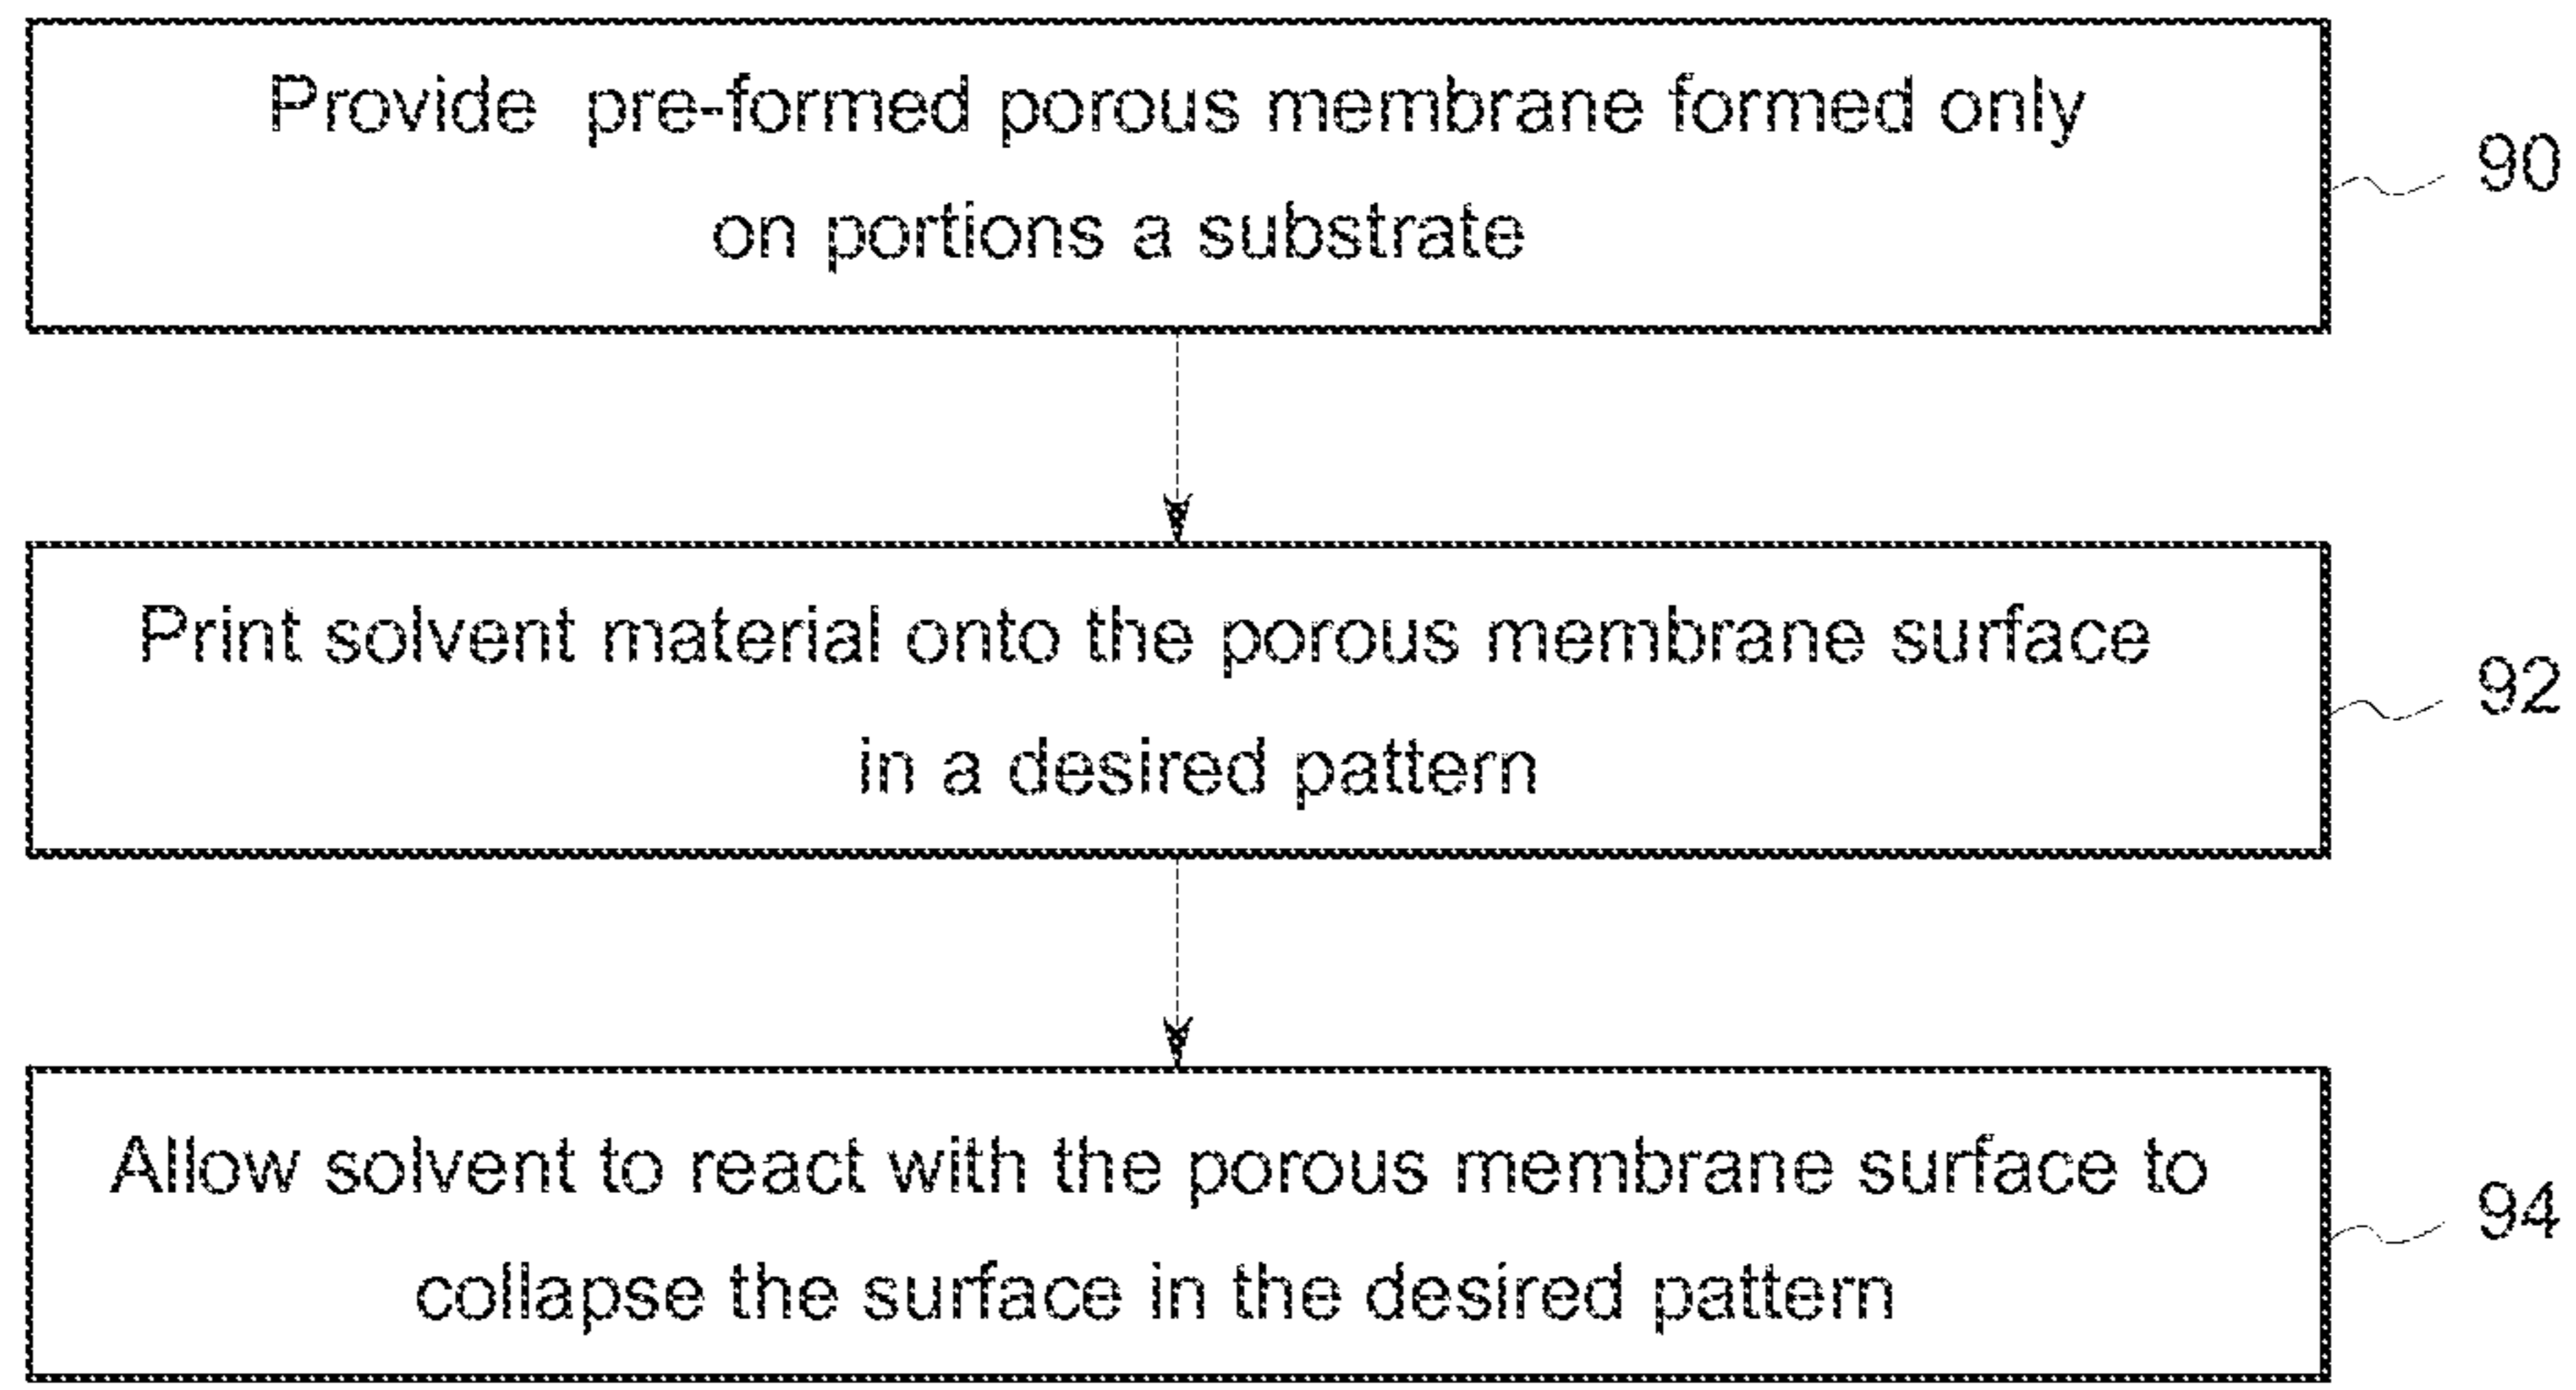 Provide pre-formed porous membrane formed only
on portions a substrate
90
Print solvent material onto the porous membrane surface
in a desired pattern
92
Allow solvent to react with the porous membrane surface to
collapse the surface in the desired pattern
94